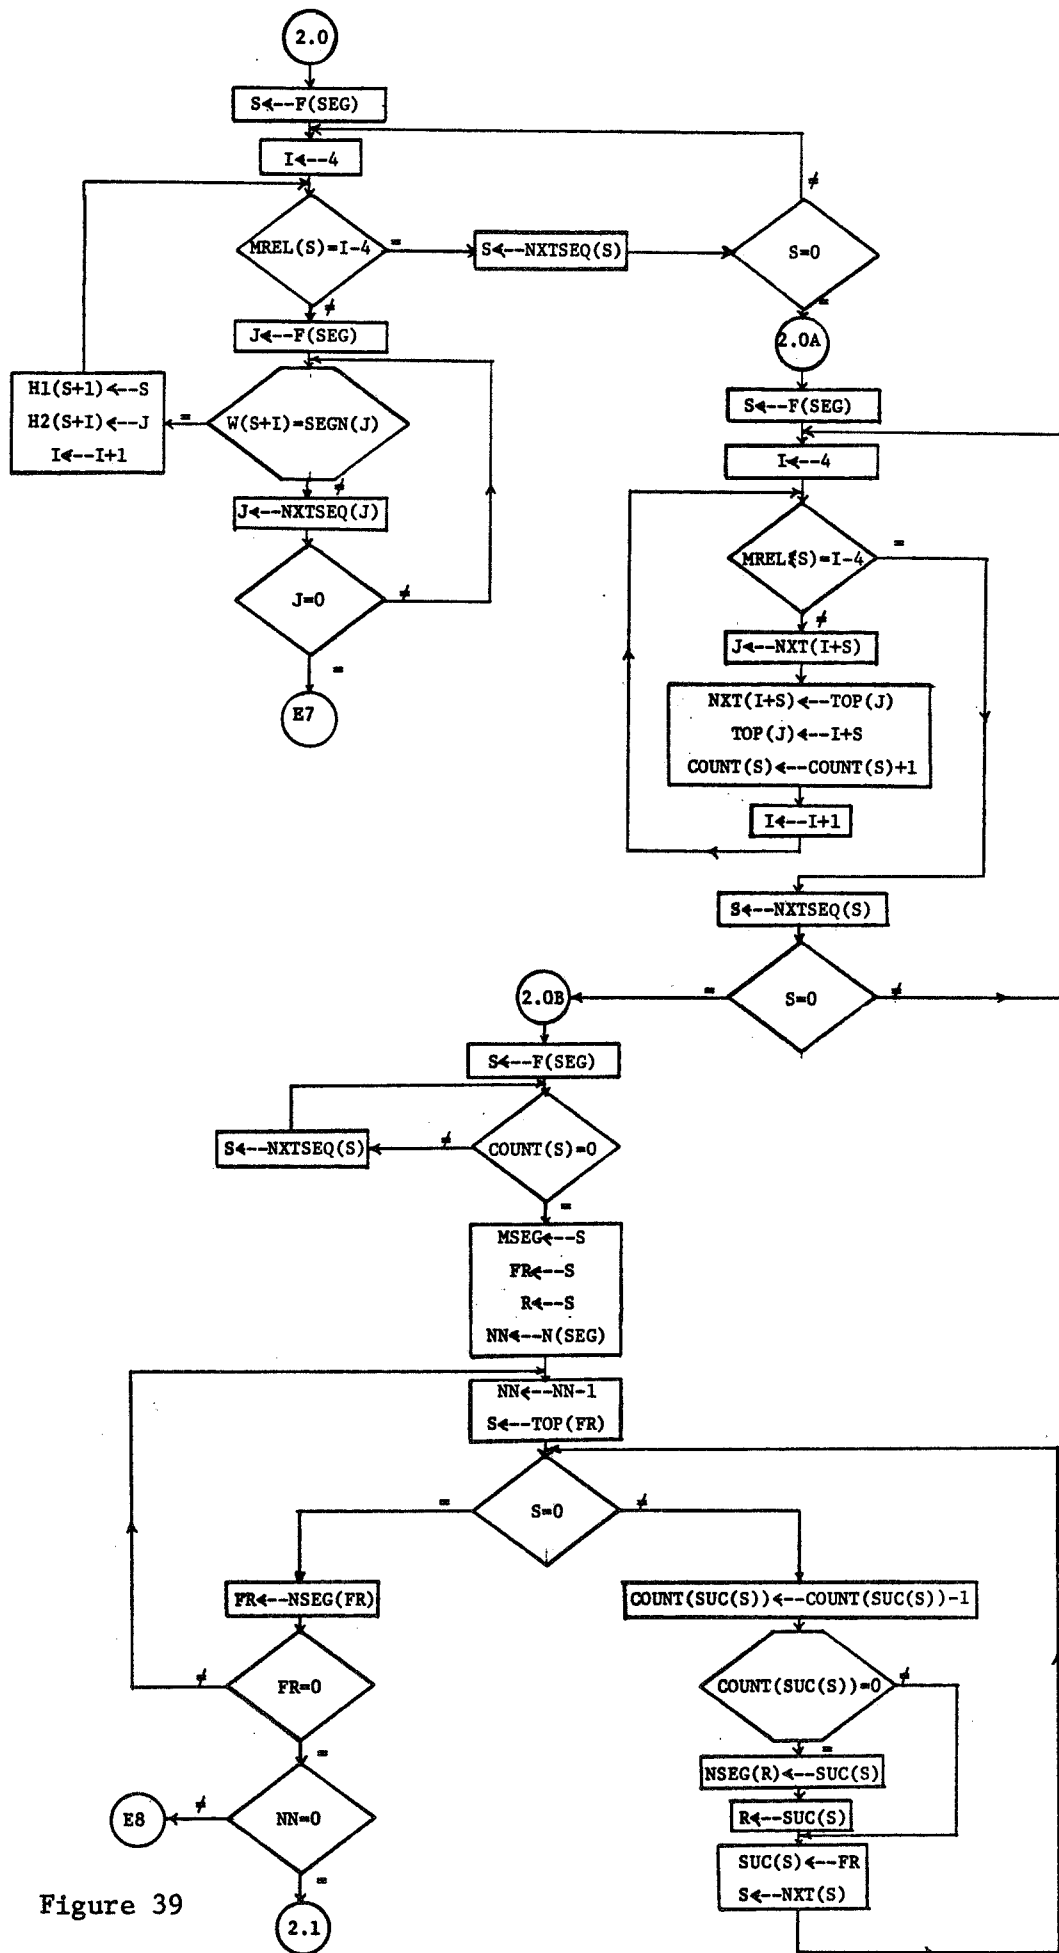 2.0
S<--F(SEG)
I<--4
≠
MREL(S)=I-4
=
S<--NXTSEQ(S)
S=0
≠
=
J<--F(SEG)
2.0A
H1(S+1)<--S
H2(S+I)<--J
I<--I+1
=
W(S+I)=SEGN(J)
S<--F(SEG)
I<--4
≠
J<--NXTSEQ(J)
MREL(S)=I-4
=
J=0
≠
≠
J<--NXT(I+S)
=
E7
NXT(I+S)<--TOP(J)
TOP(J)<--I+S
COUNT(S)<--COUNT(S)+1
I<--I+1
S<--NXTSEQ(S)
2.0B
=
S=0
≠
S<--F(SEG)
S<--NXTSEQ(S)
≠
COUNT(S)=0
=
MSEG<--S
FR<--S
R<--S
NN<--N(SEG)
NN<--NN-1
S<--TOP(FR)
=
S=0
≠
FR<--NSEG(FR)
COUNT(SUC(S))<--COUNT(SUC(S))-1
≠
FR=0
COUNT(SUC(S))=0
≠
=
=
NSEG(R)<--SUC(S)
E8
≠
NN=0
R<--SUC(S)
SUC(S)<--FR
S<--NXT(S)
=
Figure 39
2.1